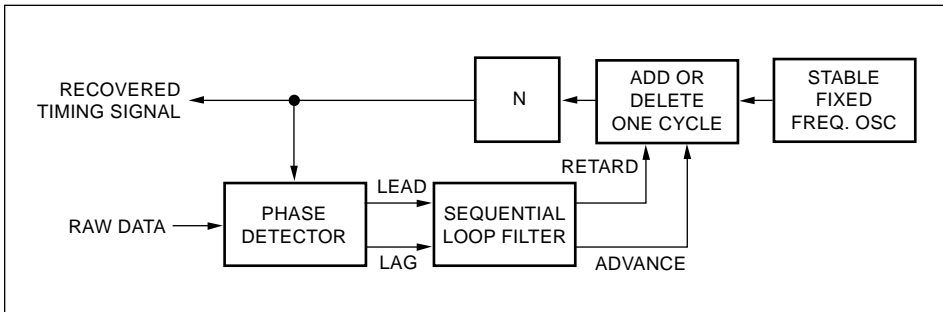 RECOVERED
TIMING SIGNAL
N
ADD OR
DELETE
ONE CYCLE
STABLE
FIXED
FREQ. OSC
RETARD
LEAD
RAW DATA
PHASE
DETECTOR
SEQUENTIAL
LOOP FILTER
LAG
ADVANCE